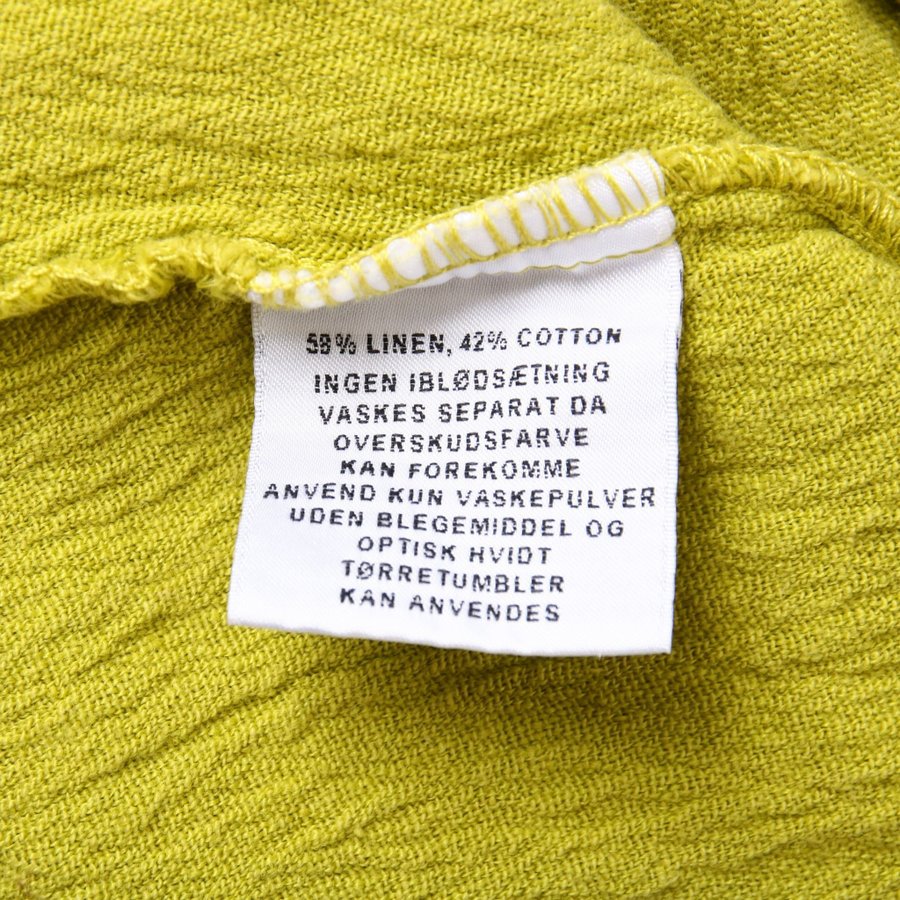 58% LINEN, 42% COTTON
INGEN IBLØDSÆTNING
VASKES SEPARAT DA
OVERSKUDSFARVE
KAN FOREKOMME
ANVEND KUN VASKEPULVER
UDEN BLEGEMIDDEL OG
OPTISK HVIDT
TØRRETUMBLER
KAN ANVENDES